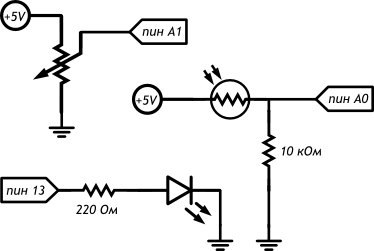 +5V
пин A1
+5V
пин A0
10 кОм
пин 13
220 Ом